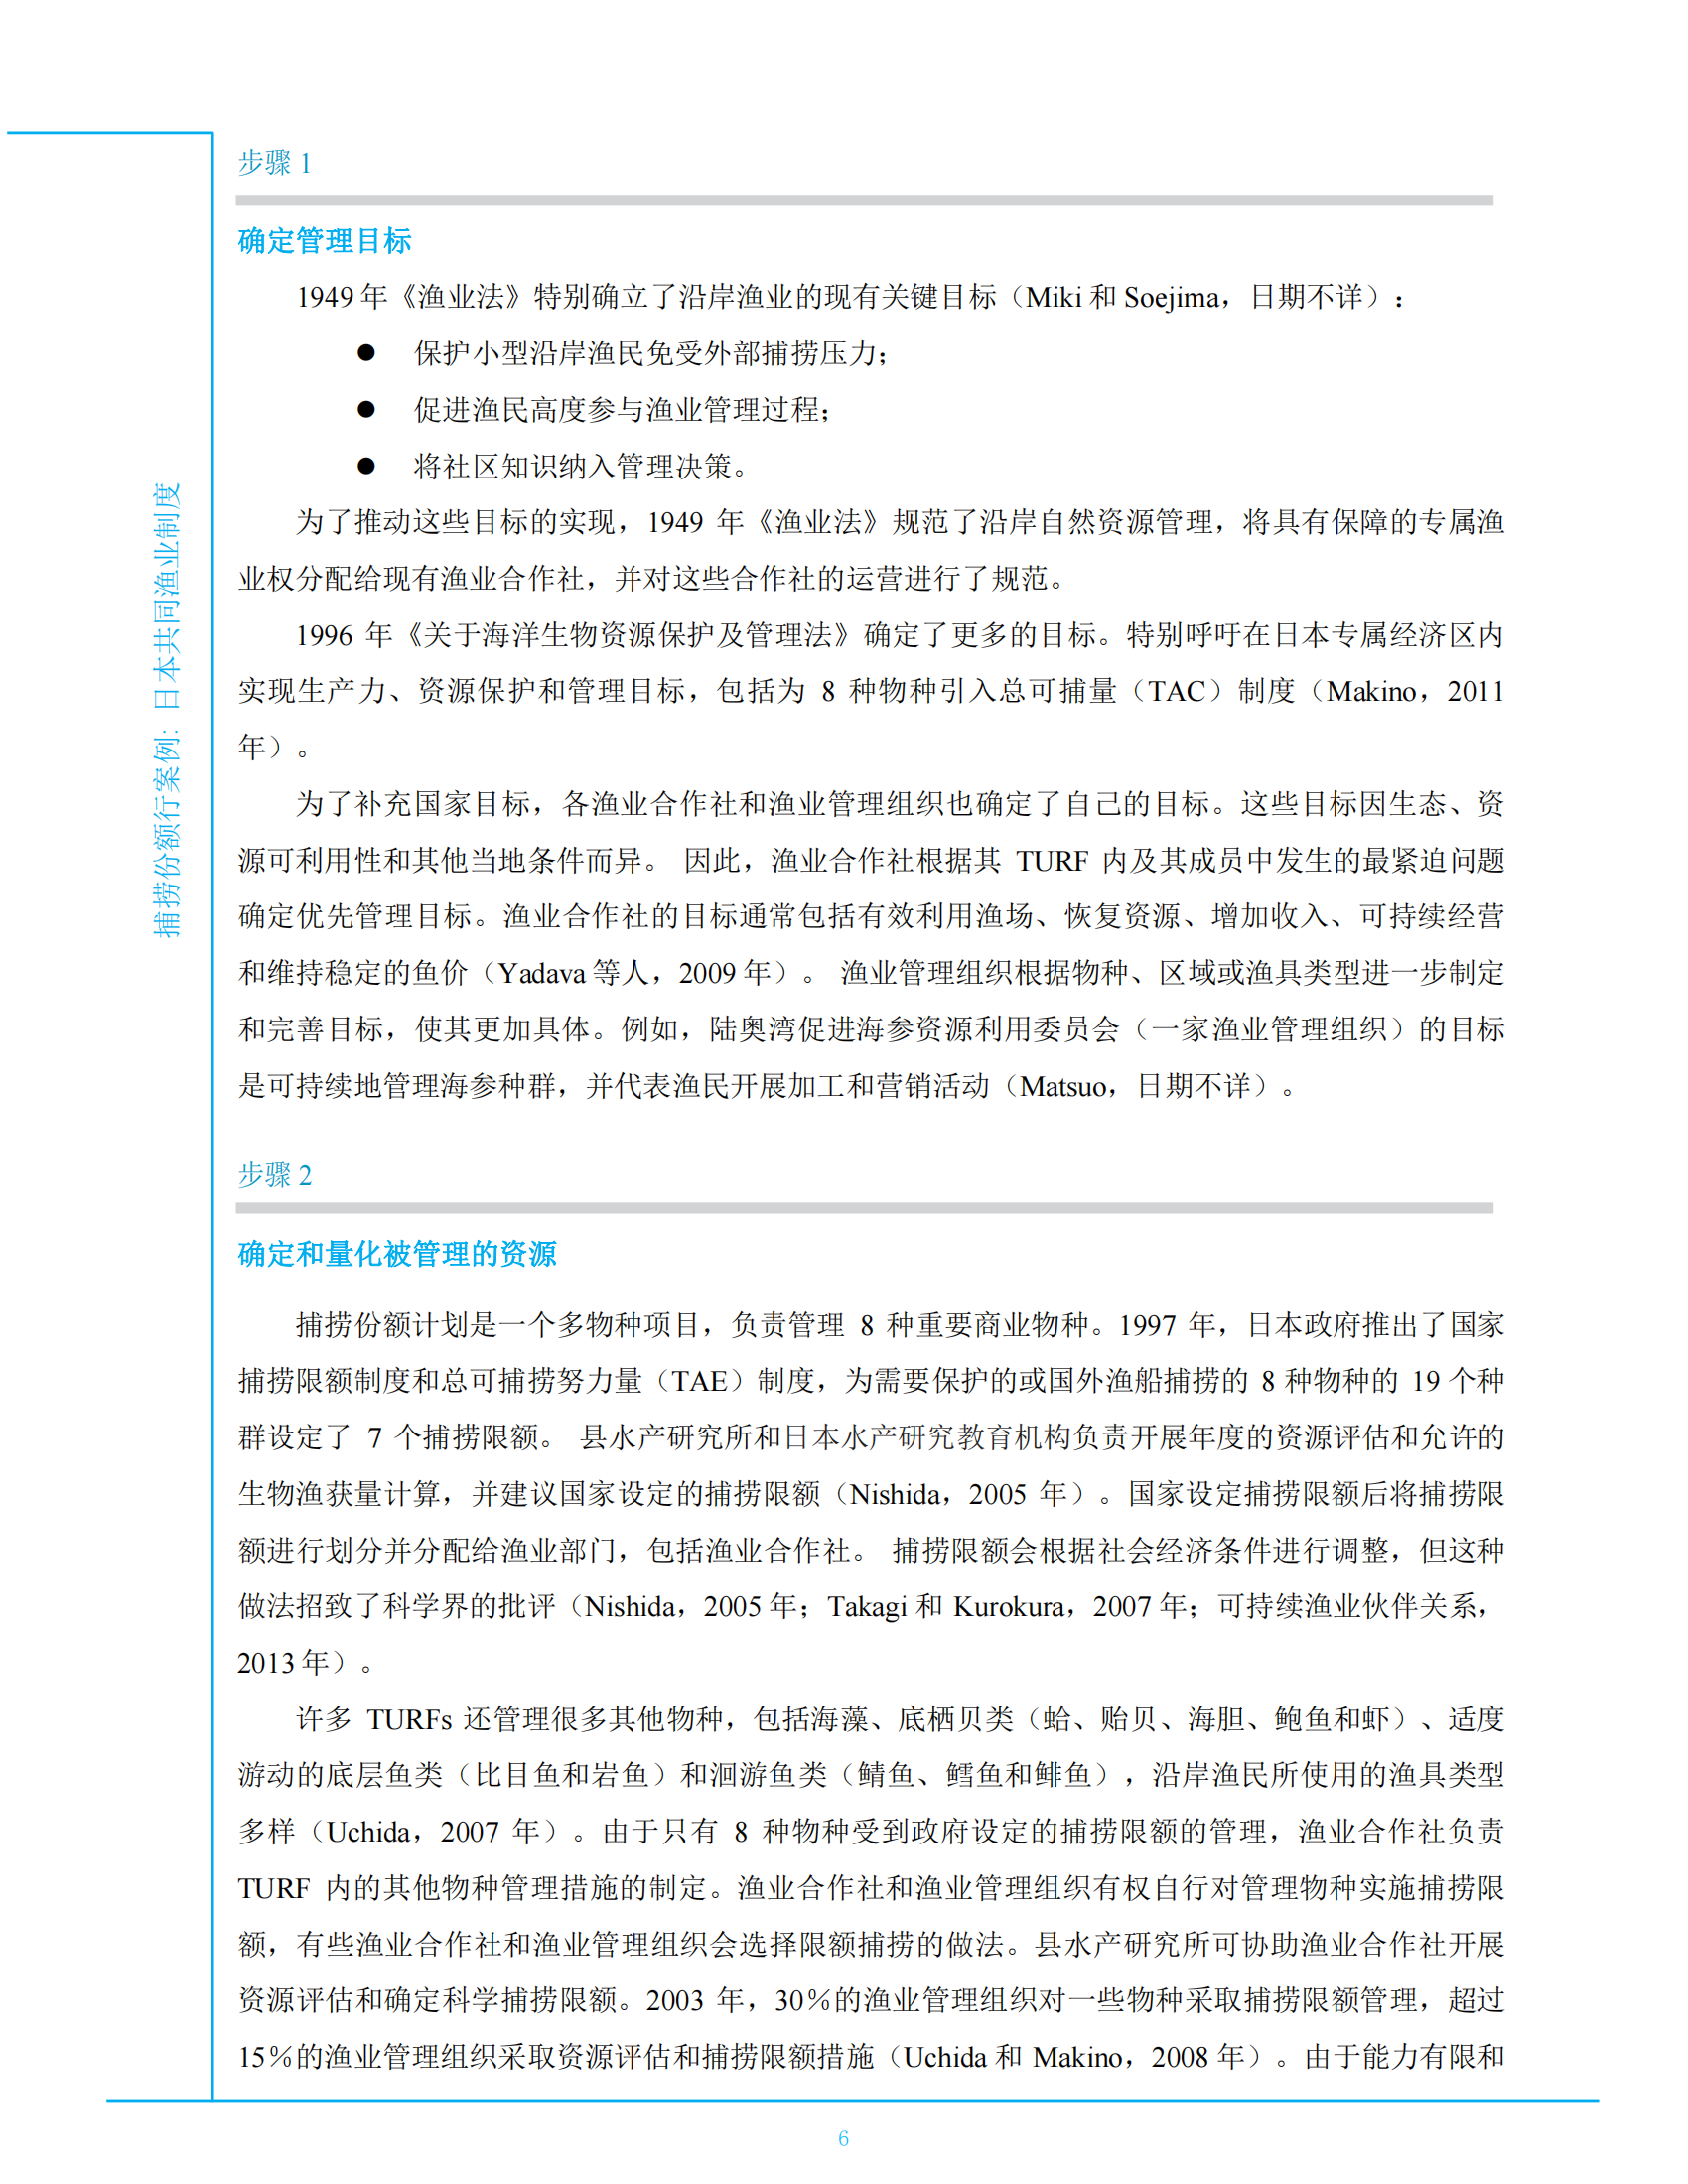 步骤 1
确定管理目标
1949 年《渔业法》特别确立了沿岸渔业的现有关键目标（Miki 和 Soejima，日期不详）：
● 保护小型沿岸渔民免受外部捕捞压力；
● 促进渔民高度参与渔业管理过程；
● 将社区知识纳入管理决策。
为了推动这些目标的实现，1949 年《渔业法》规范了沿岸自然资源管理，将具有保障的专属渔
业权分配给现有渔业合作社，并对这些合作社的运营进行了规范。
1996 年《关于海洋生物资源保护及管理法》确定了更多的目标。特别呼吁在日本专属经济区内
实现生产力、资源保护和管理目标，包括为 8 种物种引入总可捕量（TAC）制度（Makino，2011
年）。
为了补充国家目标，各渔业合作社和渔业管理组织也确定了自己的目标。这些目标因生态、资
源可利用性和其他当地条件而异。 因此，渔业合作社根据其 TURF 内及其成员中发生的最紧迫问题
确定优先管理目标。渔业合作社的目标通常包括有效利用渔场、恢复资源、增加收入、可持续经营
和维持稳定的鱼价（Yadava 等人，2009 年）。 渔业管理组织根据物种、区域或渔具类型进一步制定
和完善目标，使其更加具体。例如，陆奥湾促进海参资源利用委员会（一家渔业管理组织）的目标
是可持续地管理海参种群，并代表渔民开展加工和营销活动（Matsuo，日期不详）。
步骤 2
确定和量化被管理的资源
捕捞份额计划是一个多物种项目，负责管理 8 种重要商业物种。1997 年，日本政府推出了国家
捕捞限额制度和总可捕捞努力量（TAE）制度，为需要保护的或国外渔船捕捞的 8 种物种的 19 个种
群设定了 7 个捕捞限额。 县水产研究所和日本水产研究教育机构负责开展年度的资源评估和允许的
生物渔获量计算，并建议国家设定的捕捞限额（Nishida，2005 年）。国家设定捕捞限额后将捕捞限
额进行划分并分配给渔业部门，包括渔业合作社。 捕捞限额会根据社会经济条件进行调整，但这种
做法招致了科学界的批评（Nishida，2005 年；Takagi 和 Kurokura，2007 年；可持续渔业伙伴关系，
2013 年）。
许多 TURFs 还管理很多其他物种，包括海藻、底栖贝类（蛤、贻贝、海胆、鲍鱼和虾）、适度
游动的底层鱼类（比目鱼和岩鱼）和洄游鱼类（鲭鱼、鳕鱼和鲱鱼），沿岸渔民所使用的渔具类型
多样（Uchida，2007 年）。由于只有 8 种物种受到政府设定的捕捞限额的管理，渔业合作社负责
TURF 内的其他物种管理措施的制定。渔业合作社和渔业管理组织有权自行对管理物种实施捕捞限
额，有些渔业合作社和渔业管理组织会选择限额捕捞的做法。县水产研究所可协助渔业合作社开展
资源评估和确定科学捕捞限额。2003 年，30％的渔业管理组织对一些物种采取捕捞限额管理，超过
15％的渔业管理组织采取资源评估和捕捞限额措施（Uchida 和 Makino，2008 年）。由于能力有限和
捕捞份额行案例：日本共同渔业制度
6